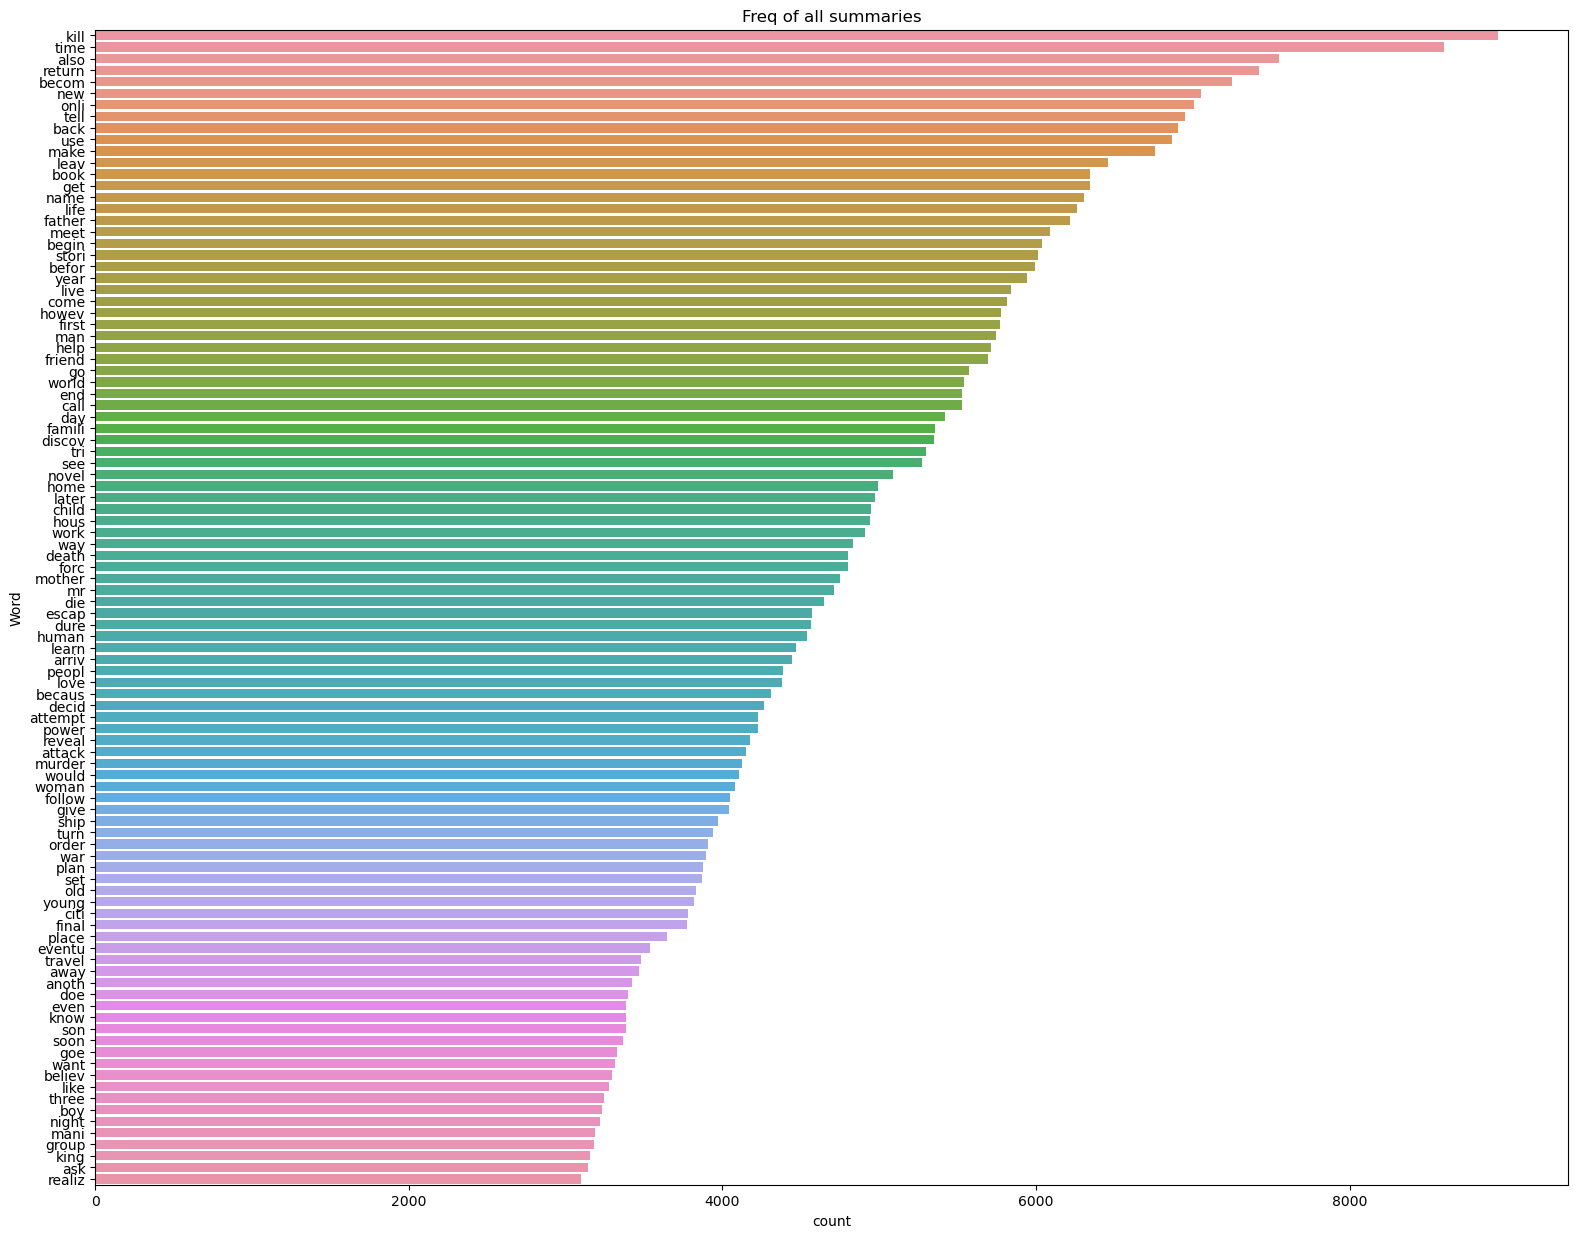 Freq of all summaries
kill
time
also
return
becom
new
onli
tell
back
use
make
leav
book
get
name
life
father
meet
begin
stori
befor
year
live
come
howev
first
man
help
friend
go
world
end
call
day
famili
discov
tri
see
novel
home
later
child
hous
work
way
death
forc
mother
mr
die
escap
dure
human
learn
arriv
peopl
love
becaus
decid
attempt
power
reveal
attack
murder
would
woman
follow
give
ship
turn
order
war
plan
set
old
young
citi
final
place
eventu
travel
away
anoth
doe
even
know
son
soon
goe
want
believ
like
three
boy
night
mani
group
king
ask
realiz
Word
0 2000 4000 6000 8000
count